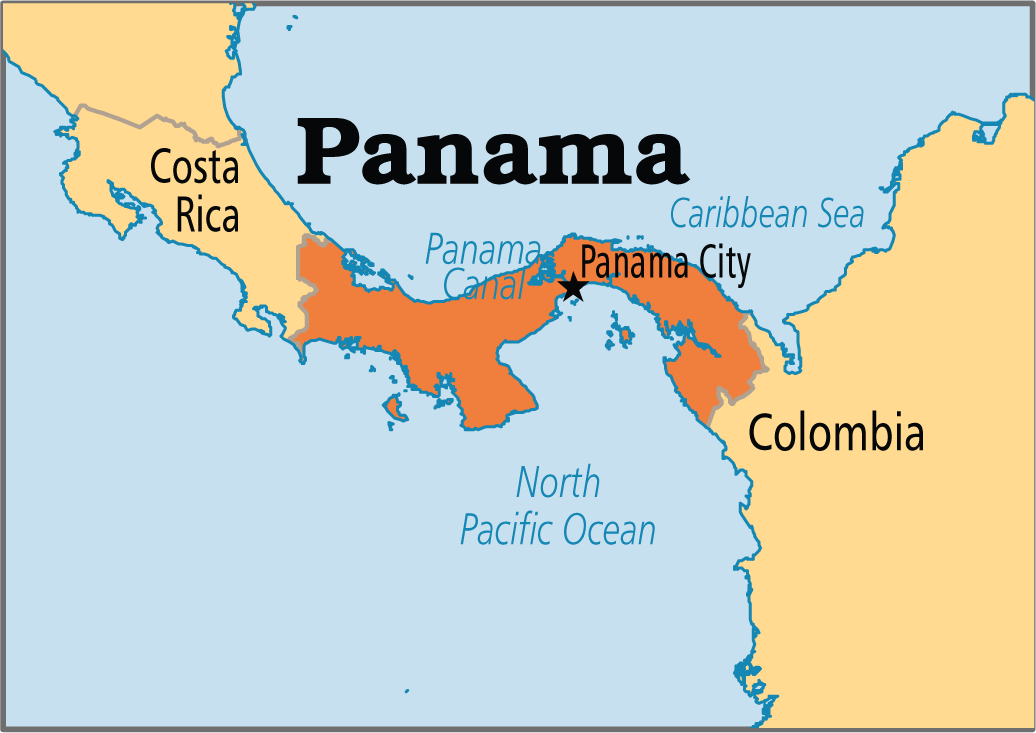 Panama
Costa
Rica
Caribbean Sea
Panama
Canal
Panama City
Colombia
North
Pacific Ocean